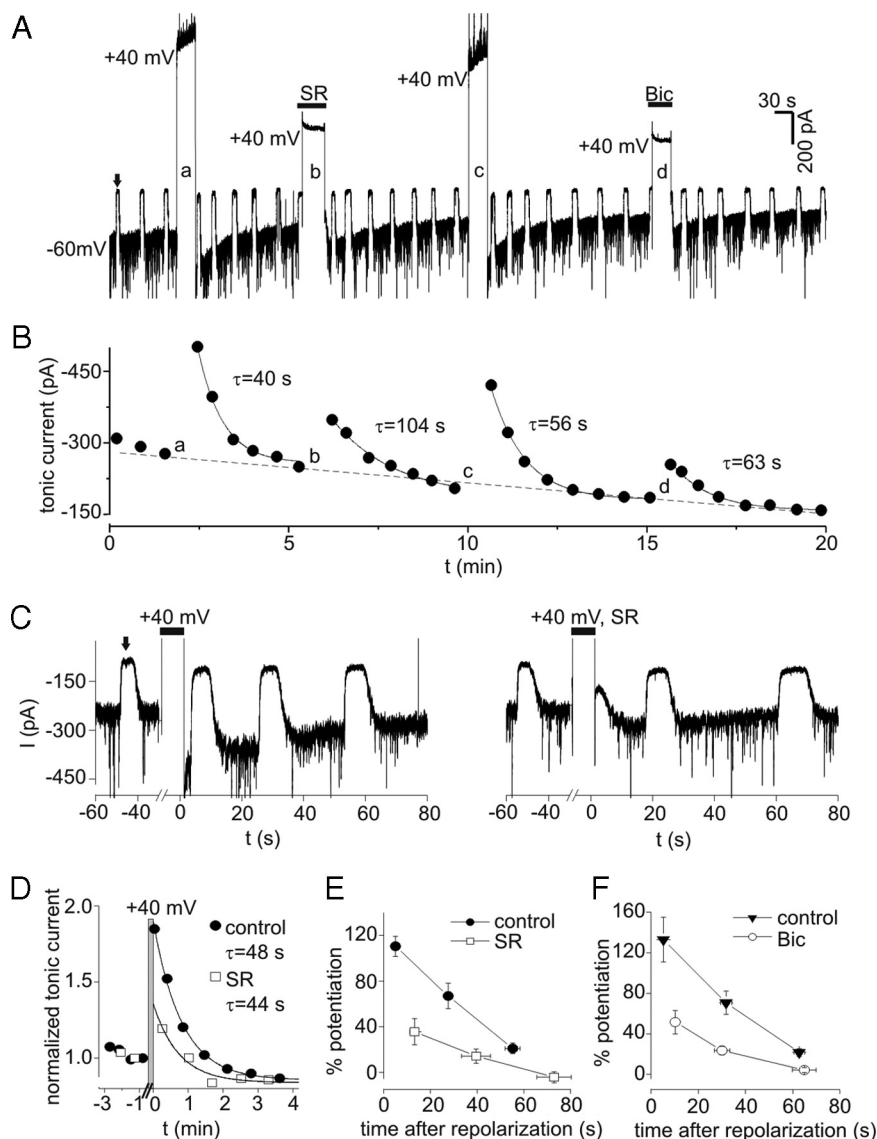 A
+40 mV
SR
+40 mV
+40 mV
Bic
30 s
200 pA
+40 mV
a
b
c
d
-60mV
B
tonic current (pA)
-450
-300
-150
τ=40 s
τ=104 s
τ=56 s
τ=63 s
a
b
c
d
0
5
10
15
20
t (min)
C
+40 mV
+40 mV, SR
I (pA)
-150
-300
-450
-60
-40
0
20
40
60
80
t (s)
-60
-40
0
20
40
60
80
t (s)
D
normalized tonic current
2.0
1.5
1.0
+40 mV
control
τ=48 s
SR
τ=44 s
-3
-1
0
1
2
3
4
t (min)
E
% potentiation
120
80
40
0
control
SR
0
20
40
60
80
time after repolarization (s)
F
% potentiation
160
120
80
40
0
control
Bic
0
20
40
60
80
time after repolarization (s)